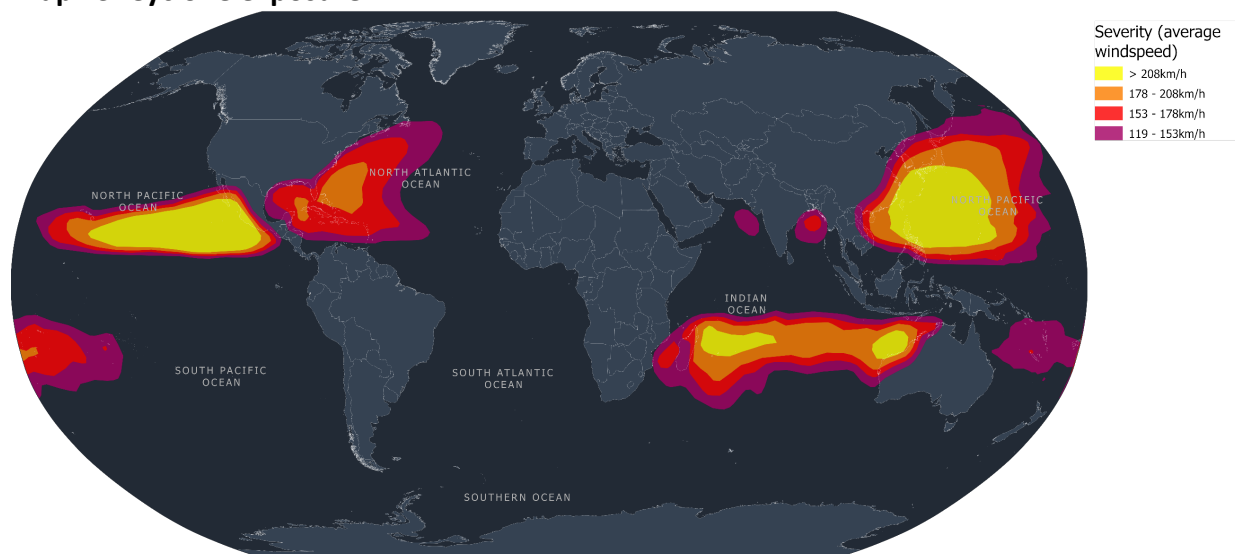 Severity (average
windspeed)
> 208km/h
178 - 208km/h
153 - 178km/h
119 - 153km/h
NORTH PACIFIC
OCEAN
NORTH ATLANTIC
OCEAN
NORTH PACIFIC
OCEAN
INDIAN
OCEAN
SOUTH PACIFIC
OCEAN
SOUTH ATLANTIC
OCEAN
SOUTHERN OCEAN